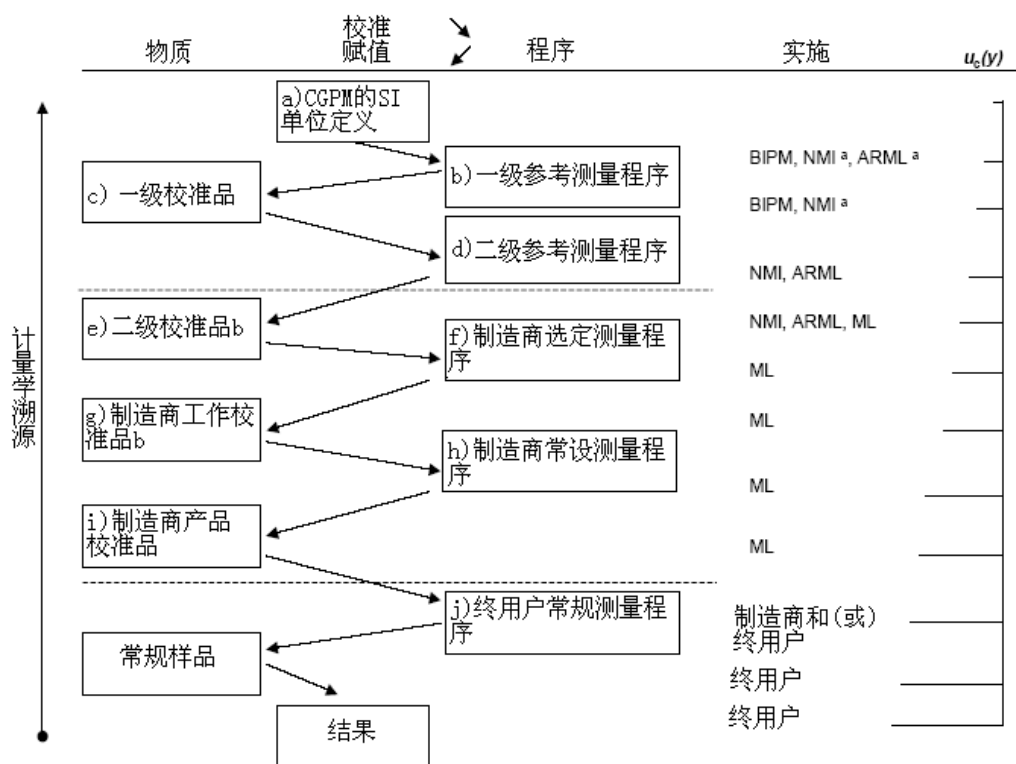 校准
赋值
物质
程序
实施
u_c(y)
a)CGPM的SI
单位定义
b)一级参考测量程序
BIPM, NMI ᵃ, ARML ᵃ
c) 一级校准品
BIPM, NMI ᵃ
d)二级参考测量程序
NMI, ARML
e)二级校准品b
NMI, ARML, ML
f)制造商选定测量程
序
ML
g)制造商工作校
准品b
ML
h)制造商常设测量程
序
ML
i)制造商产品
校准品
ML
j)终用户常规测量程
序
制造商和(或)
终用户
常规样品
终用户
结果
终用户
计量学溯源